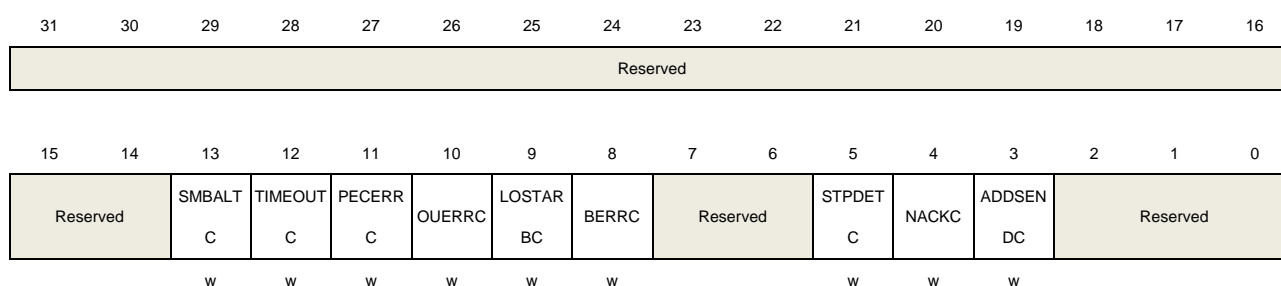 31 30 29 28 27 26 25 24 23 22 21 20 19 18 17 16
Reserved
15 14 13 12 11 10 9 8 7 6 5 4 3 2 1 0
Reserved SMBALT C TIMEOUT C PECERR C OUERRC LOSTAR BC BERRC Reserved STPDET C NACKC ADDSEN DC Reserved
w w w w w w w w w